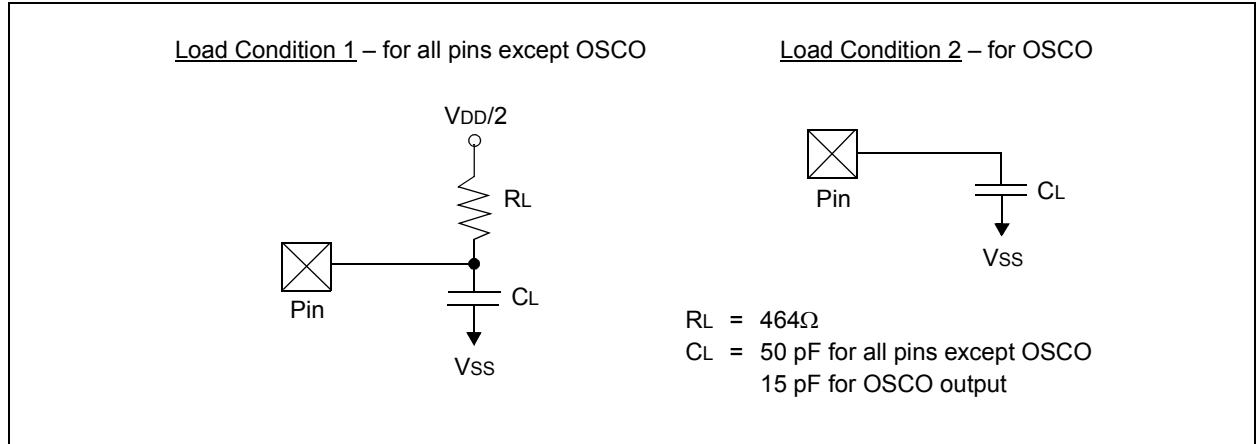 Load Condition 1 – for all pins except OSCO
VDD/2
RL
Pin
CL
VSS
Load Condition 2 – for OSCO
Pin
CL
VSS
RL = 464Ω
CL = 50 pF for all pins except OSCO
15 pF for OSCO output